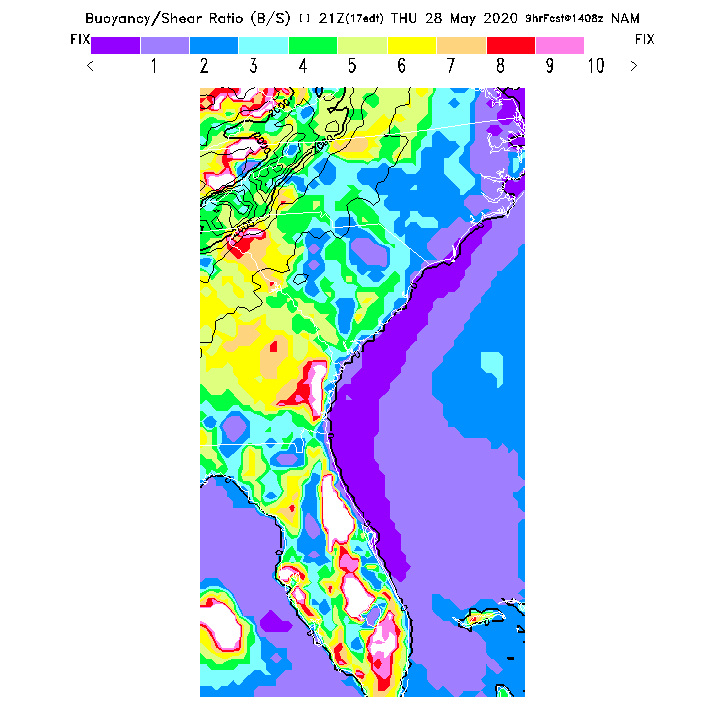 Buoyancy/Shear Ratio (B/S) [] 21Z(17edt) THU 28 May 2020 9hrFcst@1408z NAM
FIX FIX
< 1 2 3 4 5 6 7 8 9 10 >